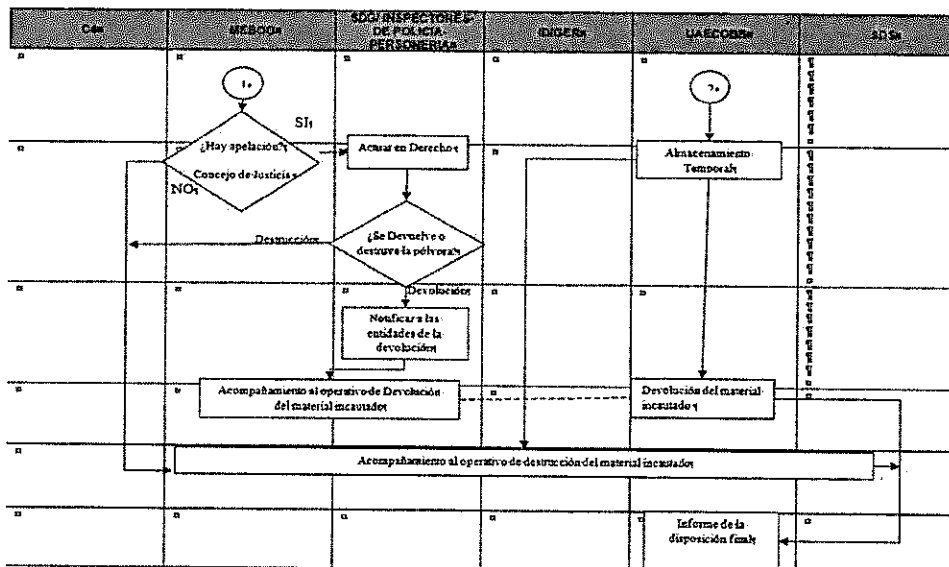 MEBOG¤
SDG/INSPECTORES
DE POLICIA-
PERSONERIA¤
IDIGER¤
UAECOBB¤
SDS¤
1¶
2¶
SI¶
¿Hay apelación?¶
Concejo de Justicia¶
NO¶
Actuar en Derecho¶
Almacenamiento
Temporal¶
Destrucción¤
¿Se Devuelve o
destruye la pólvora¶
Devolución¶
Notificar a las
entidades de la
devolución¶
Acompañamiento al operativo de Devolución
del material incautado¶
Devolución del material
incautado¶
Acompañamiento al operativo de destrucción del material incautado¶
Informe de la
disposición final¶